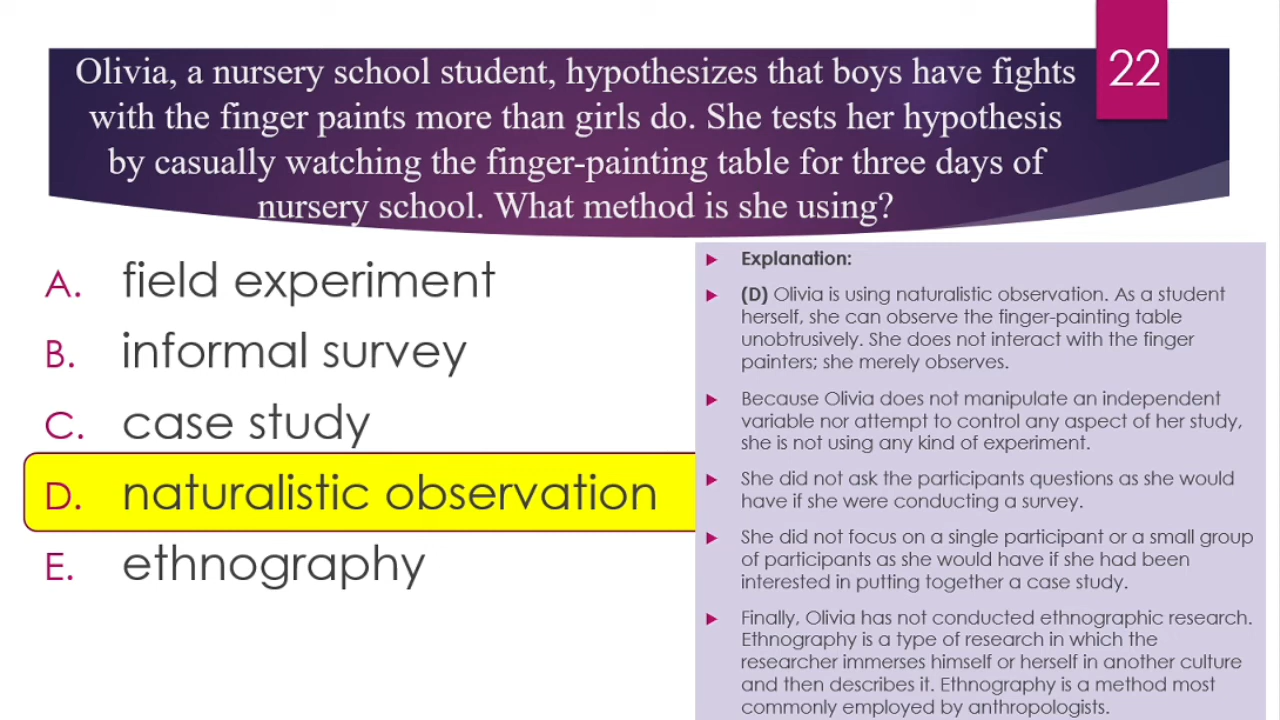 22
Olivia, a nursery school student, hypothesizes that boys have fights
with the finger paints more than girls do. She tests her hypothesis
by casually watching the finger-painting table for three days of
nursery school. What method is she using?
A. field experiment
B. informal survey
C. case study
D. naturalistic observation
E. ethnography
Explanation:
(D) Olivia is using naturalistic observation. As a student
herself, she can observe the finger-painting table
unobtrusively. She does not interact with the finger
painters; she merely observes.
Because Olivia does not manipulate an independent
variable nor attempt to control any aspect of her study,
she is not using any kind of experiment.
She did not ask the participants questions as she would
have if she were conducting a survey.
She did not focus on a single participant or a small group
of participants as she would have if she had been
interested in putting together a case study.
Finally, Olivia has not conducted ethnographic research.
Ethnography is a type of research in which the
researcher immerses himself or herself in another culture
and then describes it. Ethnography is a method most
commonly employed by anthropologists.